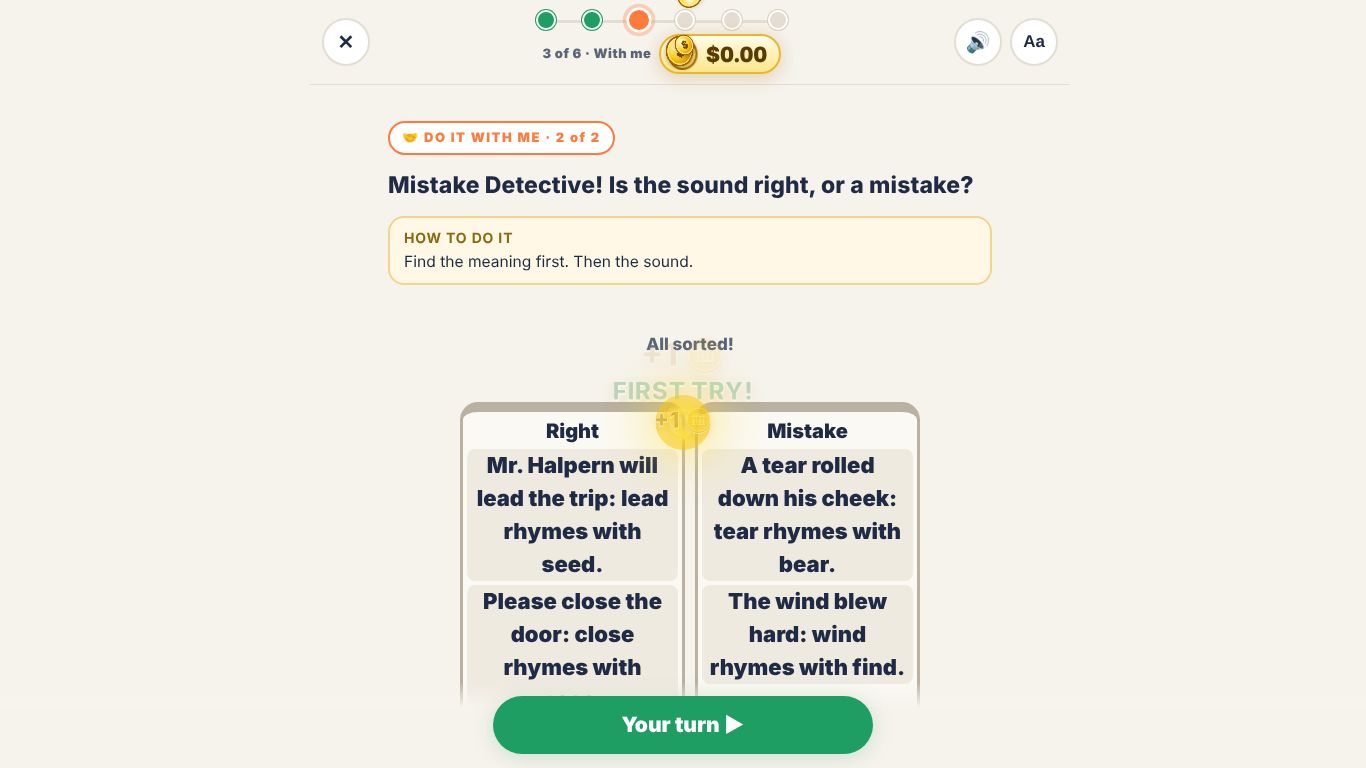 3 of 6 · With me
$0.00
Aa
DO IT WITH ME · 2 of 2
Mistake Detective! Is the sound right, or a mistake?
HOW TO DO IT
Find the meaning first. Then the sound.
All sorted!
+1
FIRST TRY!
+1
Right
Mr. Halpern will
lead the trip: lead
rhymes with
seed.
Please close the
door: close
rhymes with
Mistake
A tear rolled
down his cheek:
tear rhymes with
bear.
The wind blew
hard: wind
rhymes with find.
Your turn ▶